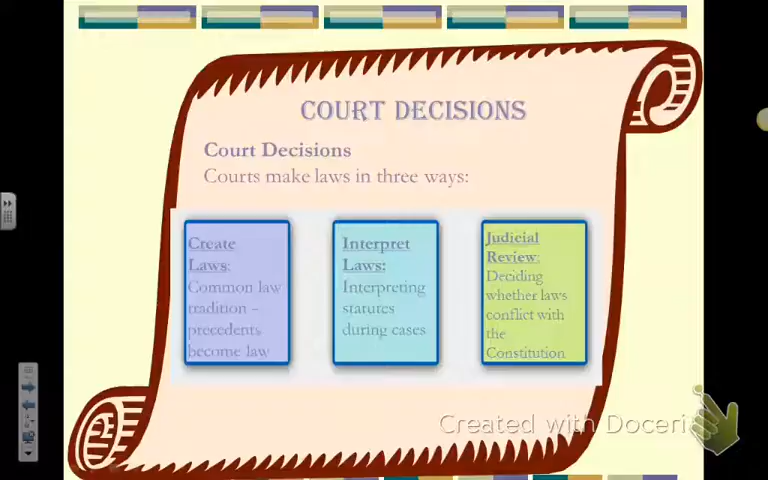 COURT DECISIONS
Court Decisions
Courts make laws in three ways:
Create
Laws:
Common law
tradition –
precedents
become law
Interpret
Laws:
Interpreting
statutes
during cases
Judicial
Review:
Deciding
whether laws
conflict with
the
Constitution
Created with Doceri